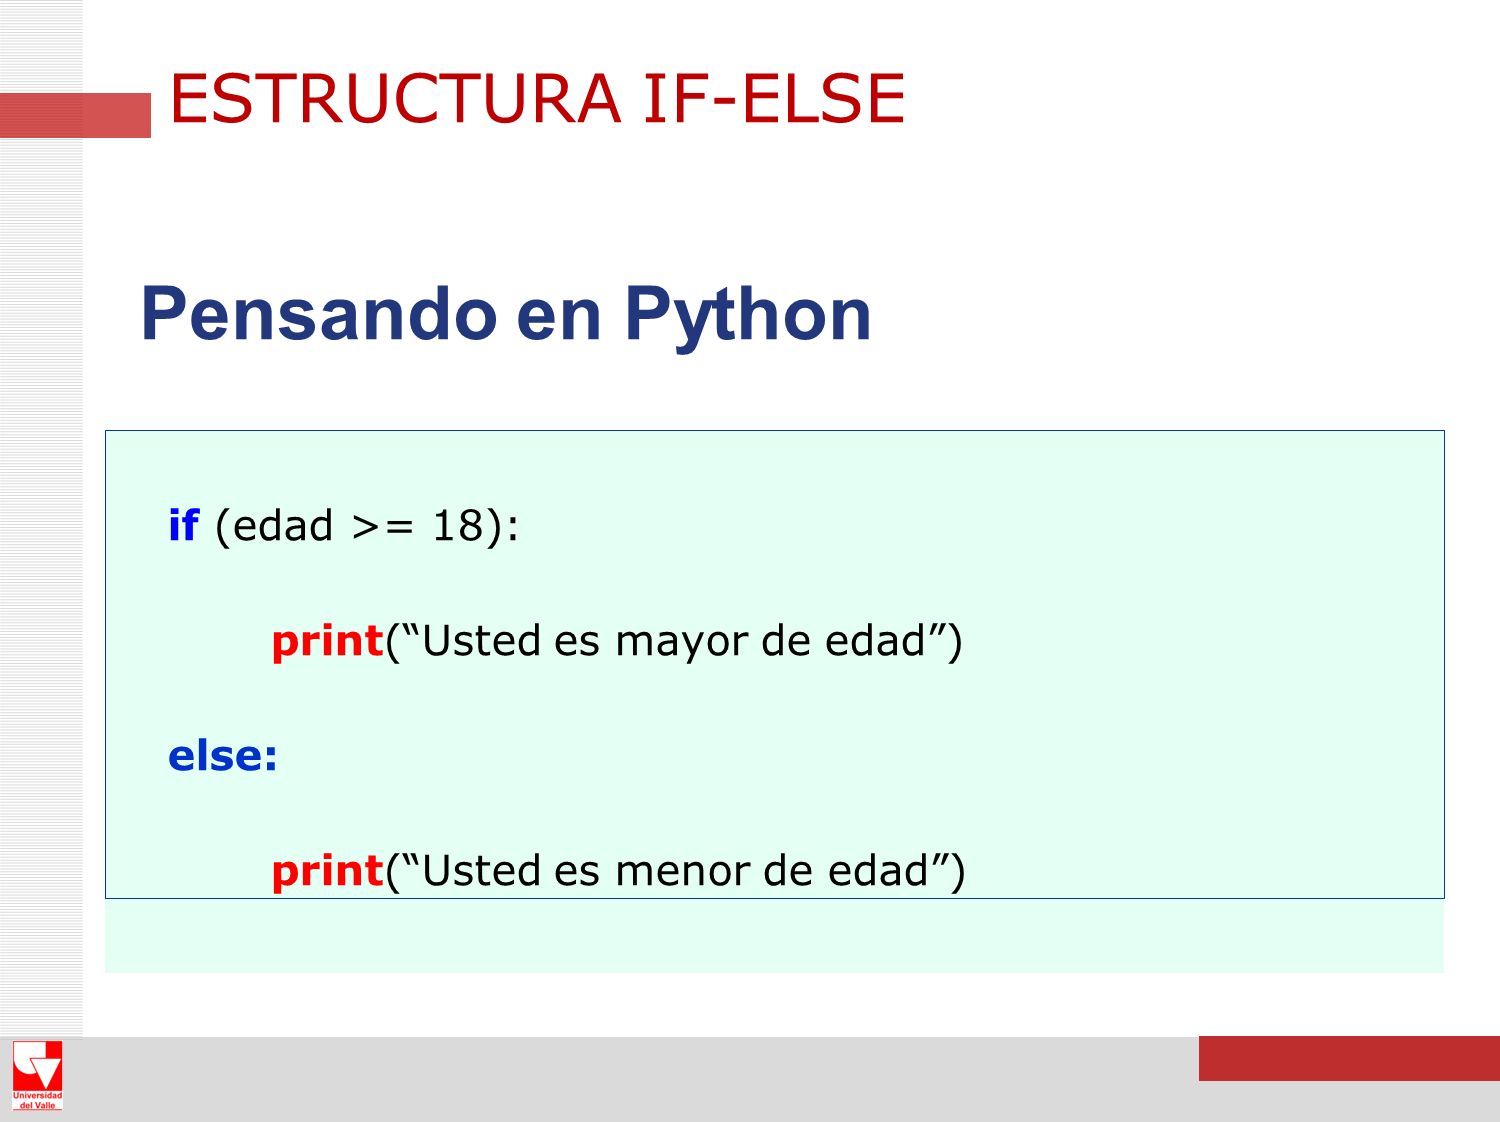 ESTRUCTURA IF-ELSE
Pensando en Python
if (edad >= 18):
print(“Usted es mayor de edad”)
else:
print(“Usted es menor de edad”)
Universidad
del Valle